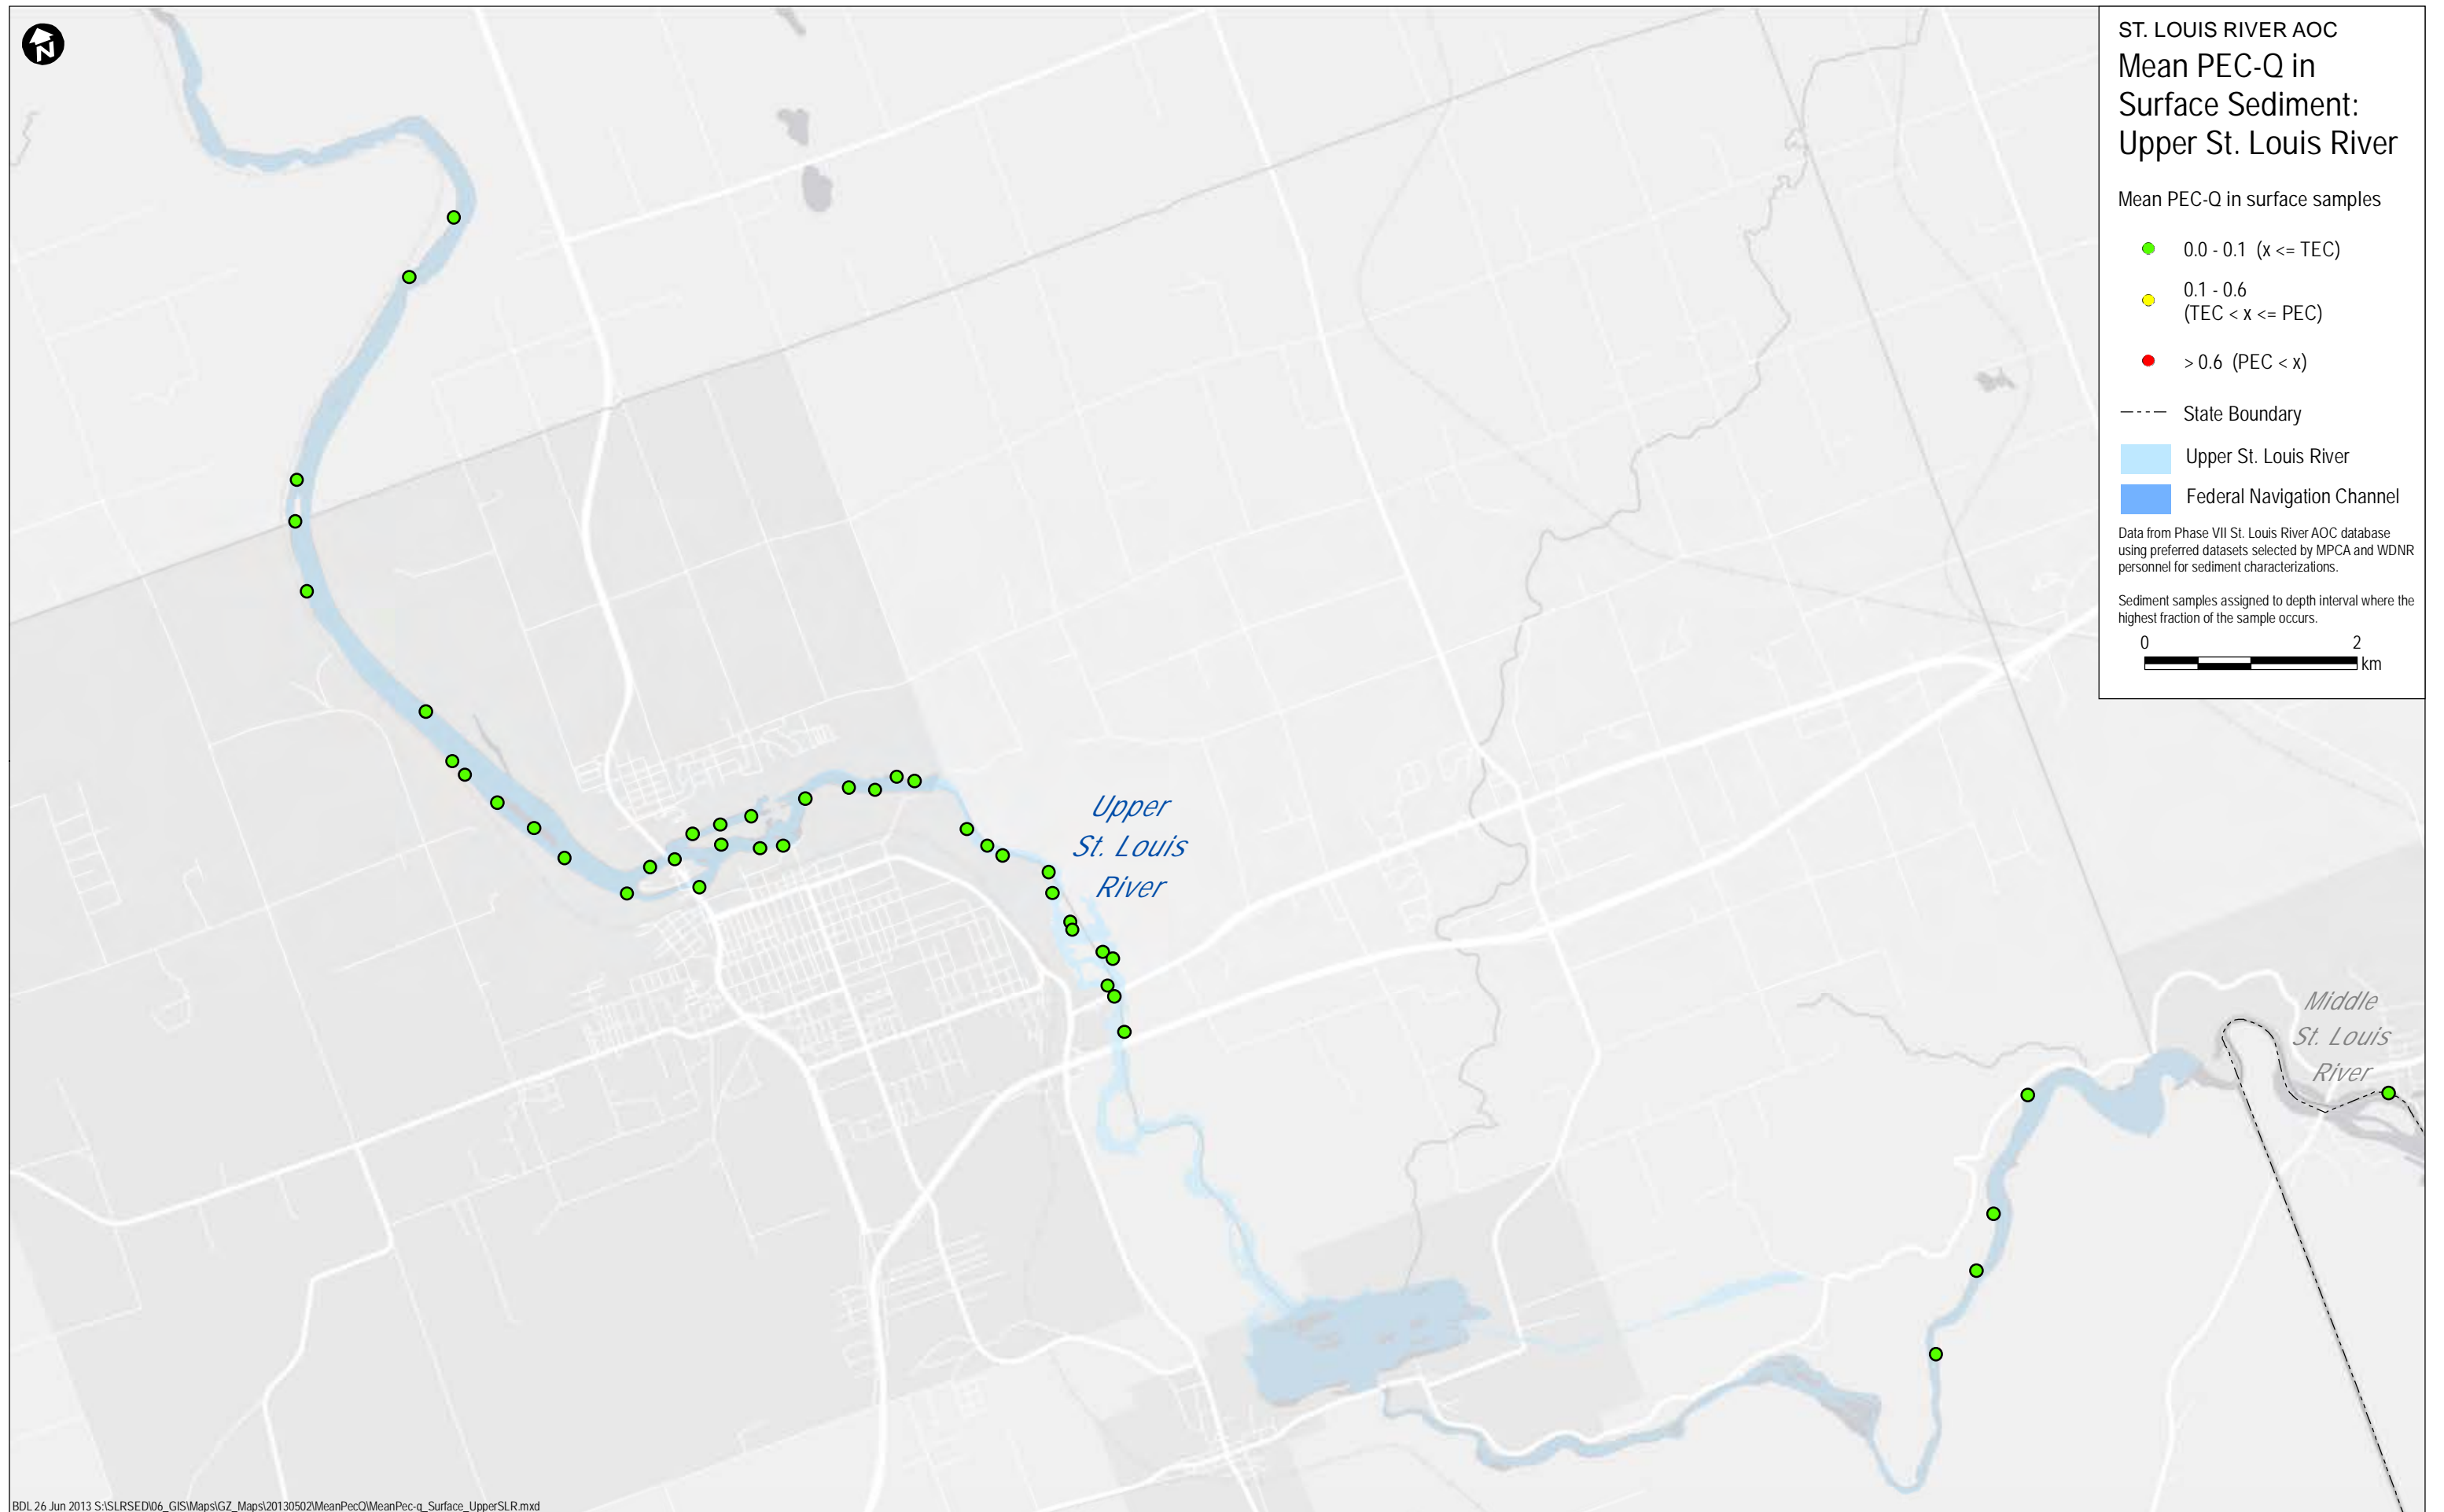 N
ST. LOUIS RIVER AOC
Mean PEC-Q in
Surface Sediment:
Upper St. Louis River
Mean PEC-Q in surface samples
0.0 - 0.1 (x <= TEC)
0.1 - 0.6
(TEC < x <= PEC)
> 0.6 (PEC < x)
State Boundary
Upper St. Louis River
Federal Navigation Channel
Data from Phase VII St. Louis River AOC database
using preferred datasets selected by MPCA and WDNR
personnel for sediment characterizations.
Sediment samples assigned to depth interval where the
highest fraction of the sample occurs.
0 2
km
Upper
St. Louis
River
Middle
St. Louis
River
BDL 26 Jun 2013 S:\SLRSED\06_GIS\Maps\GZ_Maps\20130502\MeanPecQ\MeanPec-q_Surface_UpperSLR.mxd